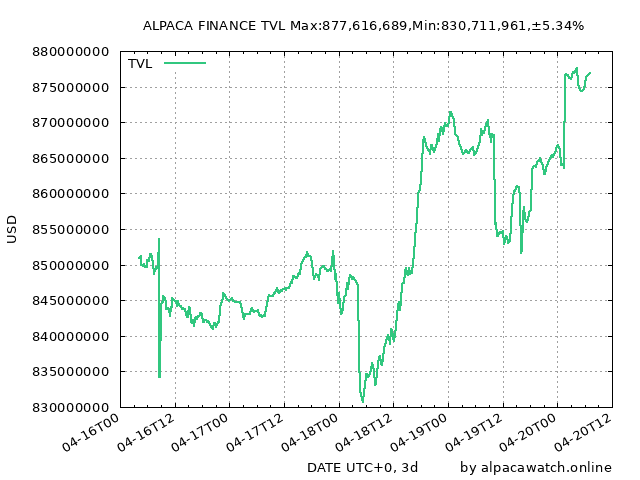 ALPACA FINANCE TVL Max:877,616,689,Min:830,711,961,±5.34%
880000000
TVL
875000000
870000000
865000000
860000000
855000000
USD
850000000
845000000
840000000
835000000
830000000
04-16T00
04-16T12
04-17T00
04-17T12
04-18T00
04-18T12
04-19T00
04-19T12
04-20T00
04-20T12
DATE UTC+0, 3d
by alpacawatch.online